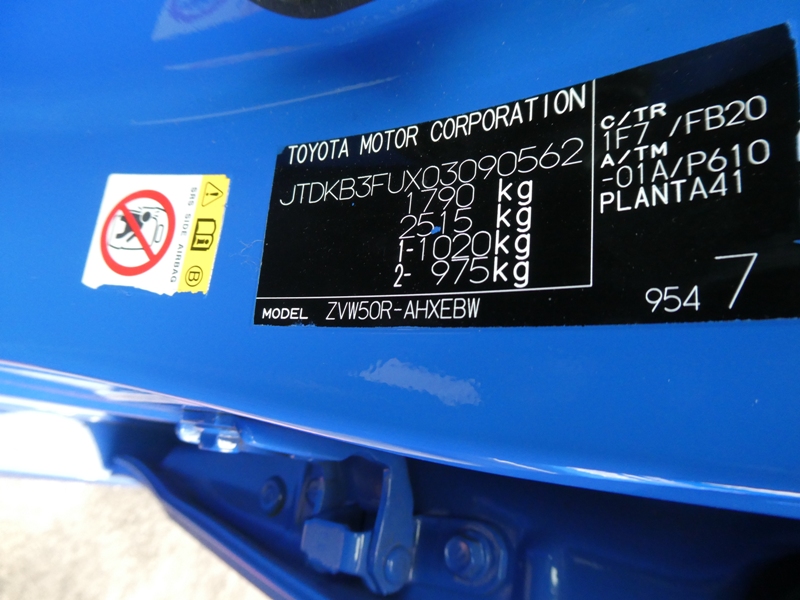 TOYOTA MOTOR CORPORATION
JTDKB3FUX03090562
1790 kg
2515 kg
1-1020kg
2- 975kg
MODEL ZVW50R-AHXEBW
C/TR
1F7 /FB20
A/TM
-01A/P610
PLANTA41
954 7
SRS SIDE AIRBAG
B